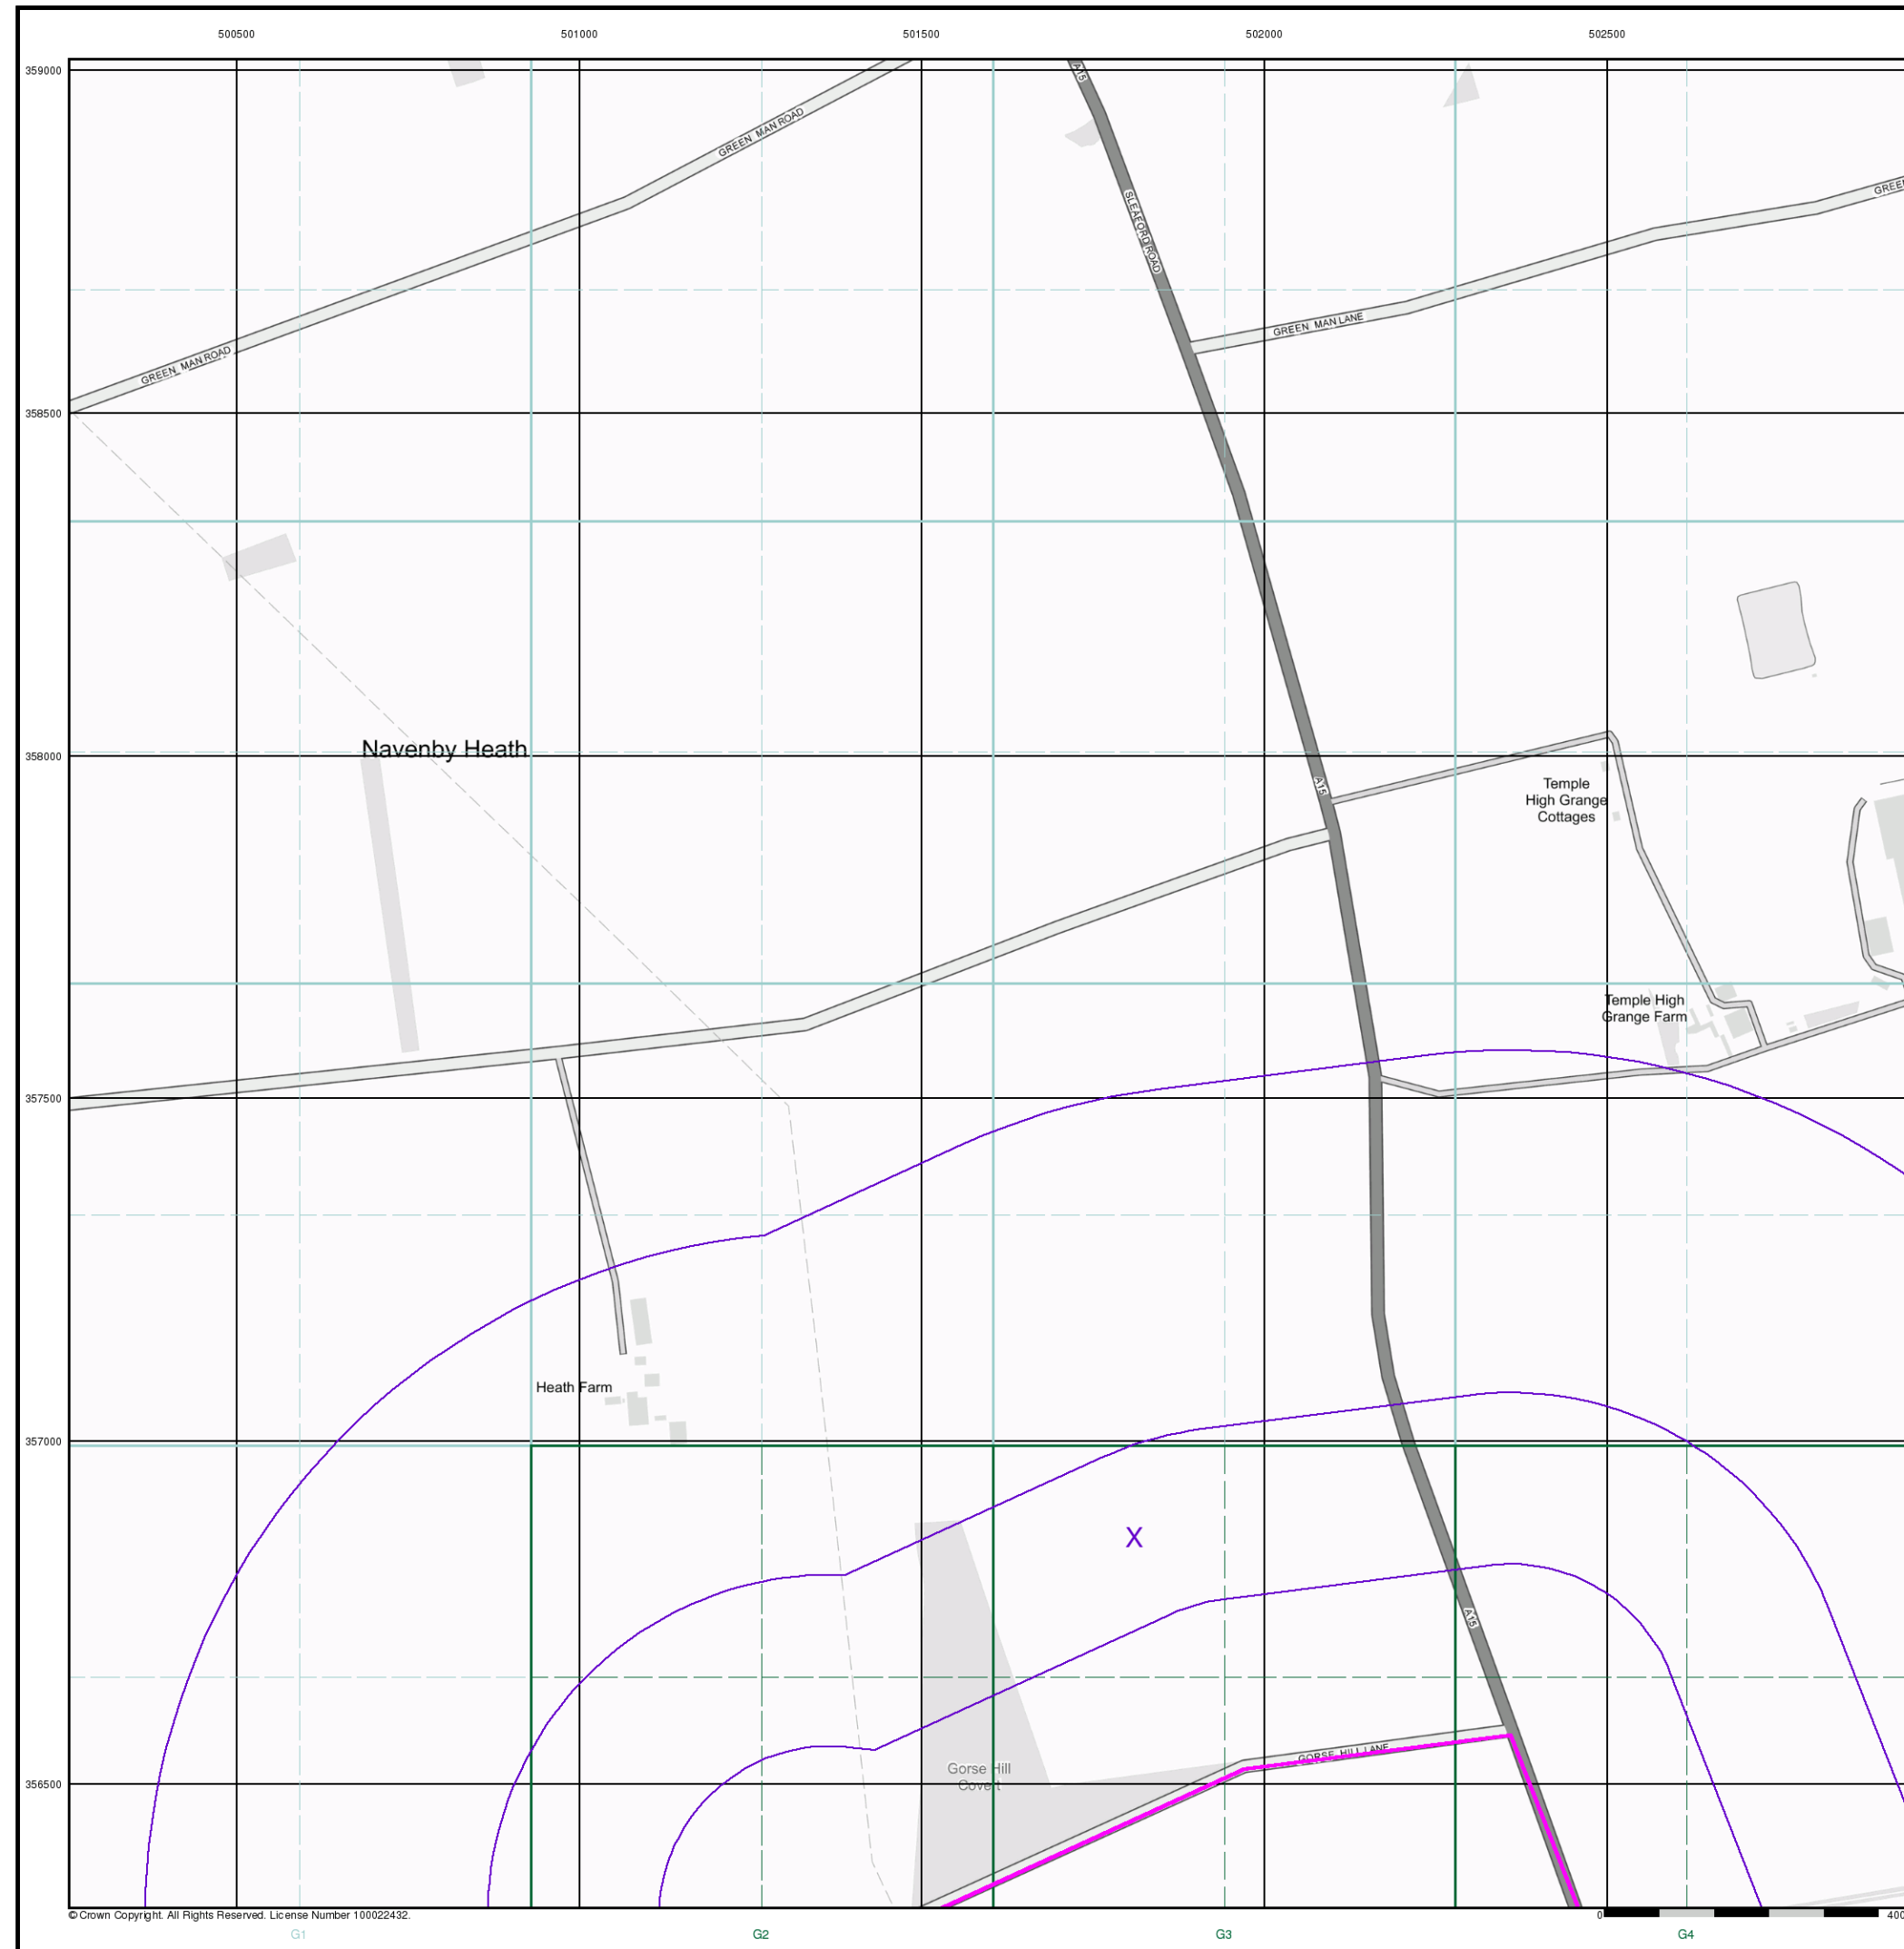 500500 501000 501500 502000 502500
359000
A15
GREEN MAN ROAD
GREEN
SLEAFORD ROAD
GREEN MAN LANE
GREEN MAN ROAD
358500
Navenby Heath
358000
A15
Temple
High Grange
Cottages
Temple High
Grange Farm
357500
Heath Farm
357000
X
A15
GORSE HILL LANE
Gorse Hill
Covert
356500
© Crown Copyright. All Rights Reserved. License Number 100022432.
0 400
G1 G2 G3 G4